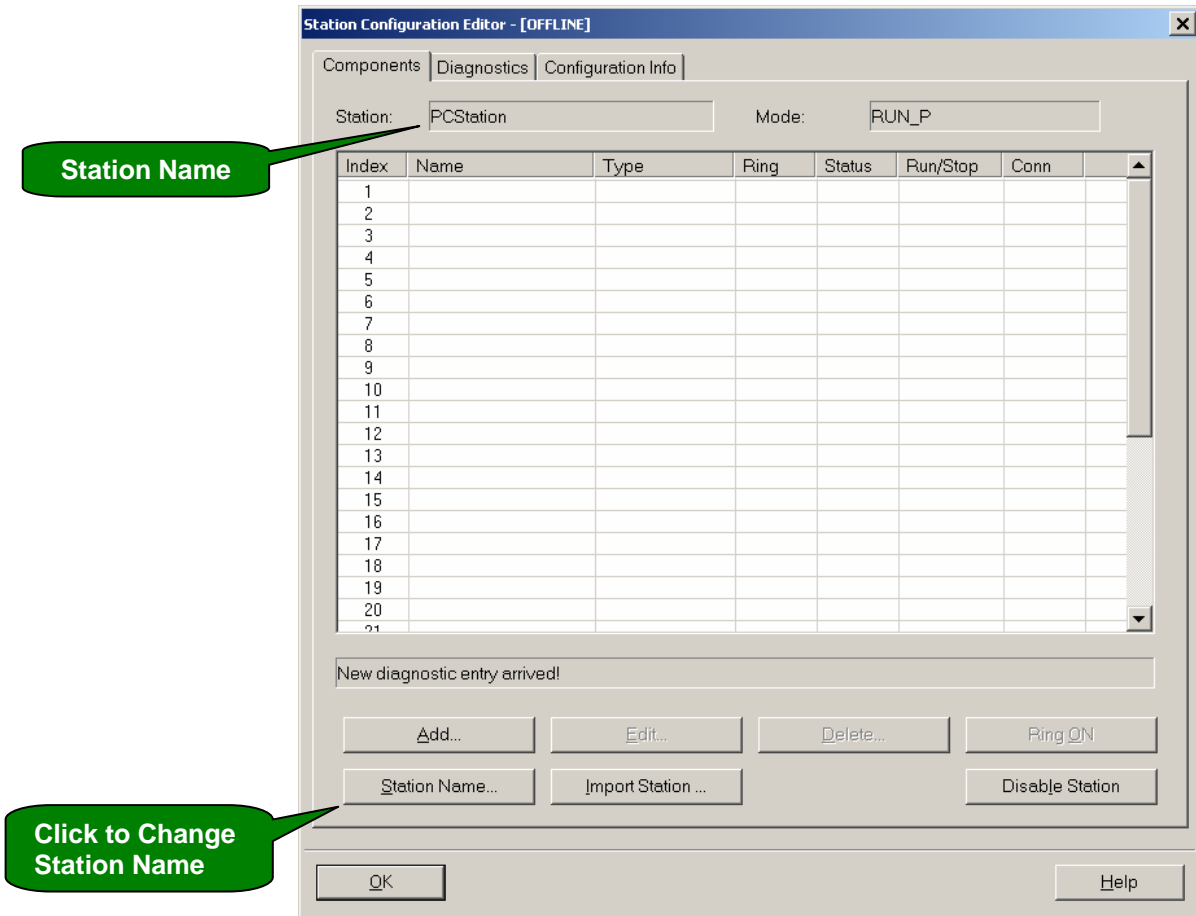 Station Configuration Editor - [OFFLINE]
Components Diagnostics Configuration Info
Station: PCStation Mode: RUN_P
Station Name
Index Name Type Ring Status Run/Stop Conn
1
2
3
4
5
6
7
8
9
10
11
12
13
14
15
16
17
18
19
20
21
New diagnostic entry arrived!
Add... Edit... Delete... Ring ON
Station Name... Import Station ... Disable Station
Click to Change
Station Name
OK Help